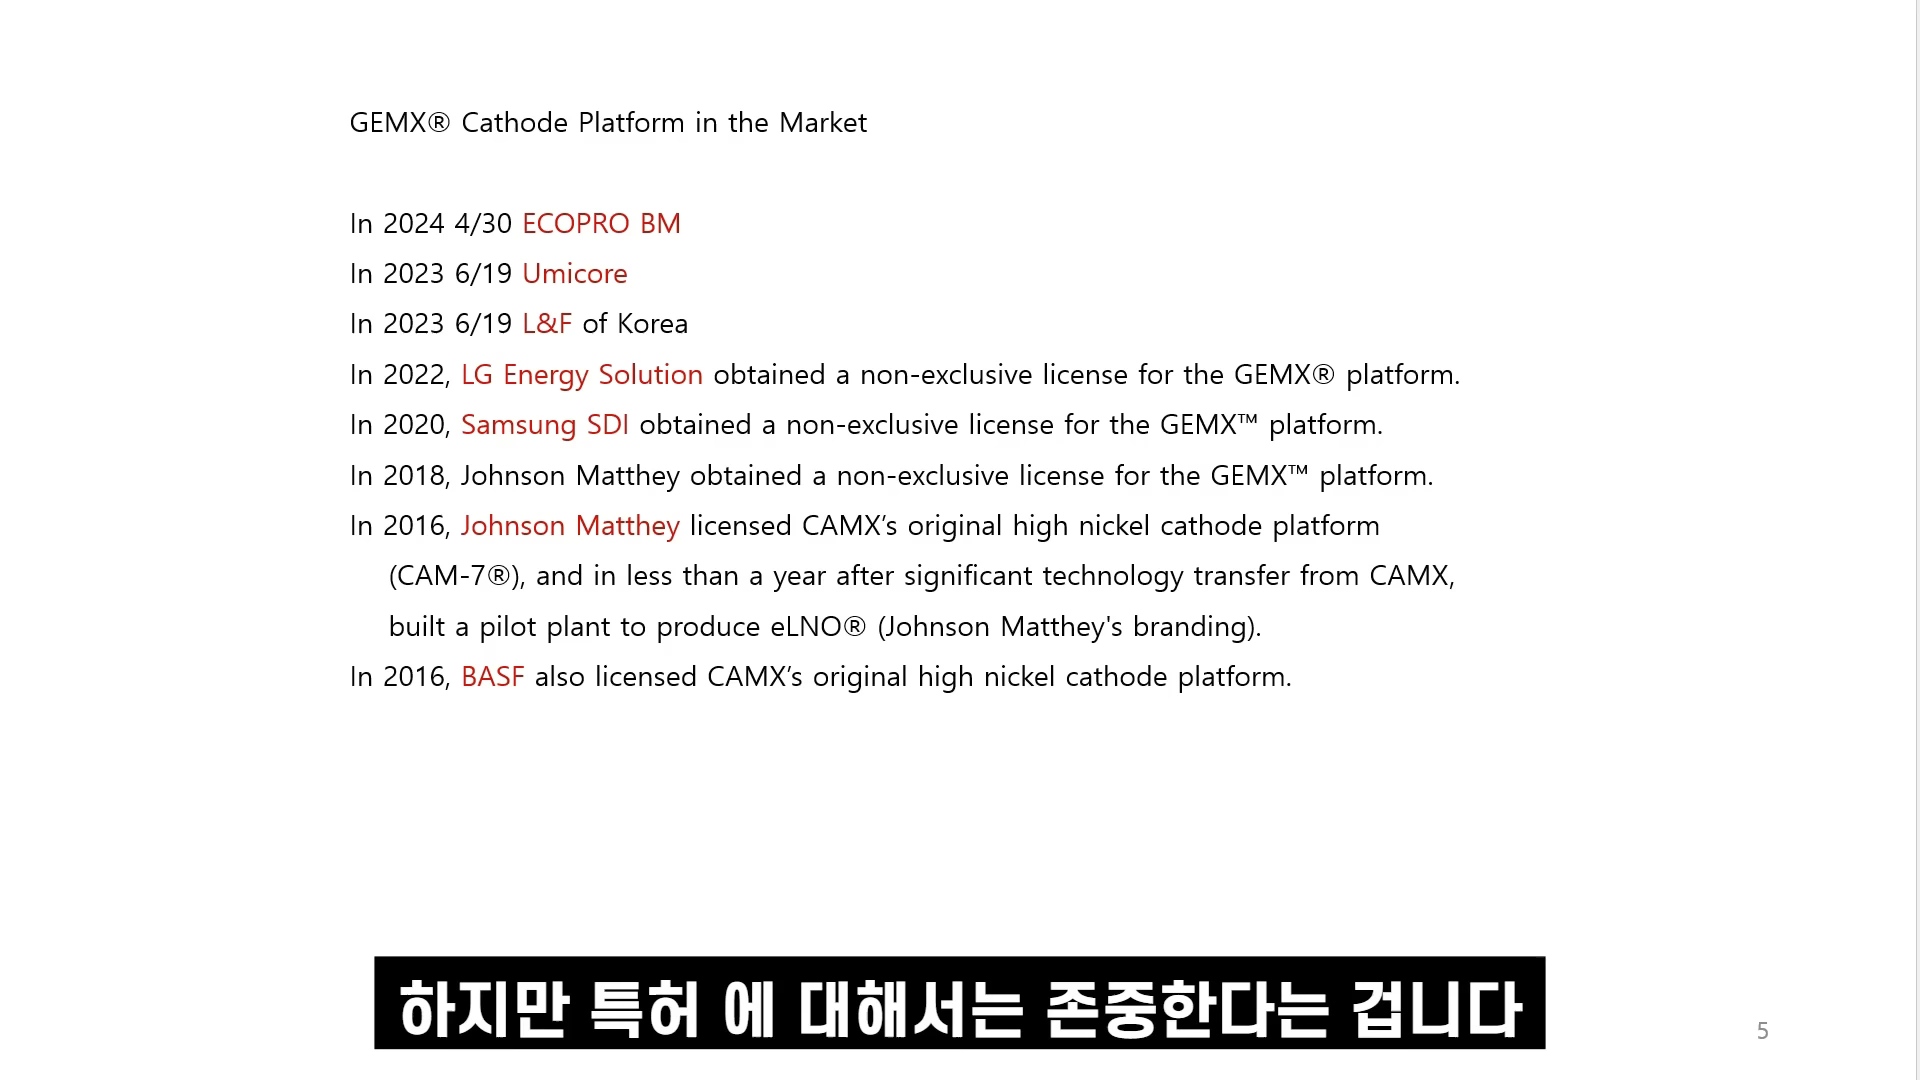 GEMX® Cathode Platform in the Market
In 2024 4/30 ECOPRO BM
In 2023 6/19 Umicore
In 2023 6/19 L&F of Korea
In 2022, LG Energy Solution obtained a non-exclusive license for the GEMX® platform.
In 2020, Samsung SDI obtained a non-exclusive license for the GEMX™ platform.
In 2018, Johnson Matthey obtained a non-exclusive license for the GEMX™ platform.
In 2016, Johnson Matthey licensed CAMX’s original high nickel cathode platform
(CAM-7®), and in less than a year after significant technology transfer from CAMX,
built a pilot plant to produce eLNO® (Johnson Matthey's branding).
In 2016, BASF also licensed CAMX’s original high nickel cathode platform.
하지만 특허 에 대해서는 존중한다는 겁니다
5